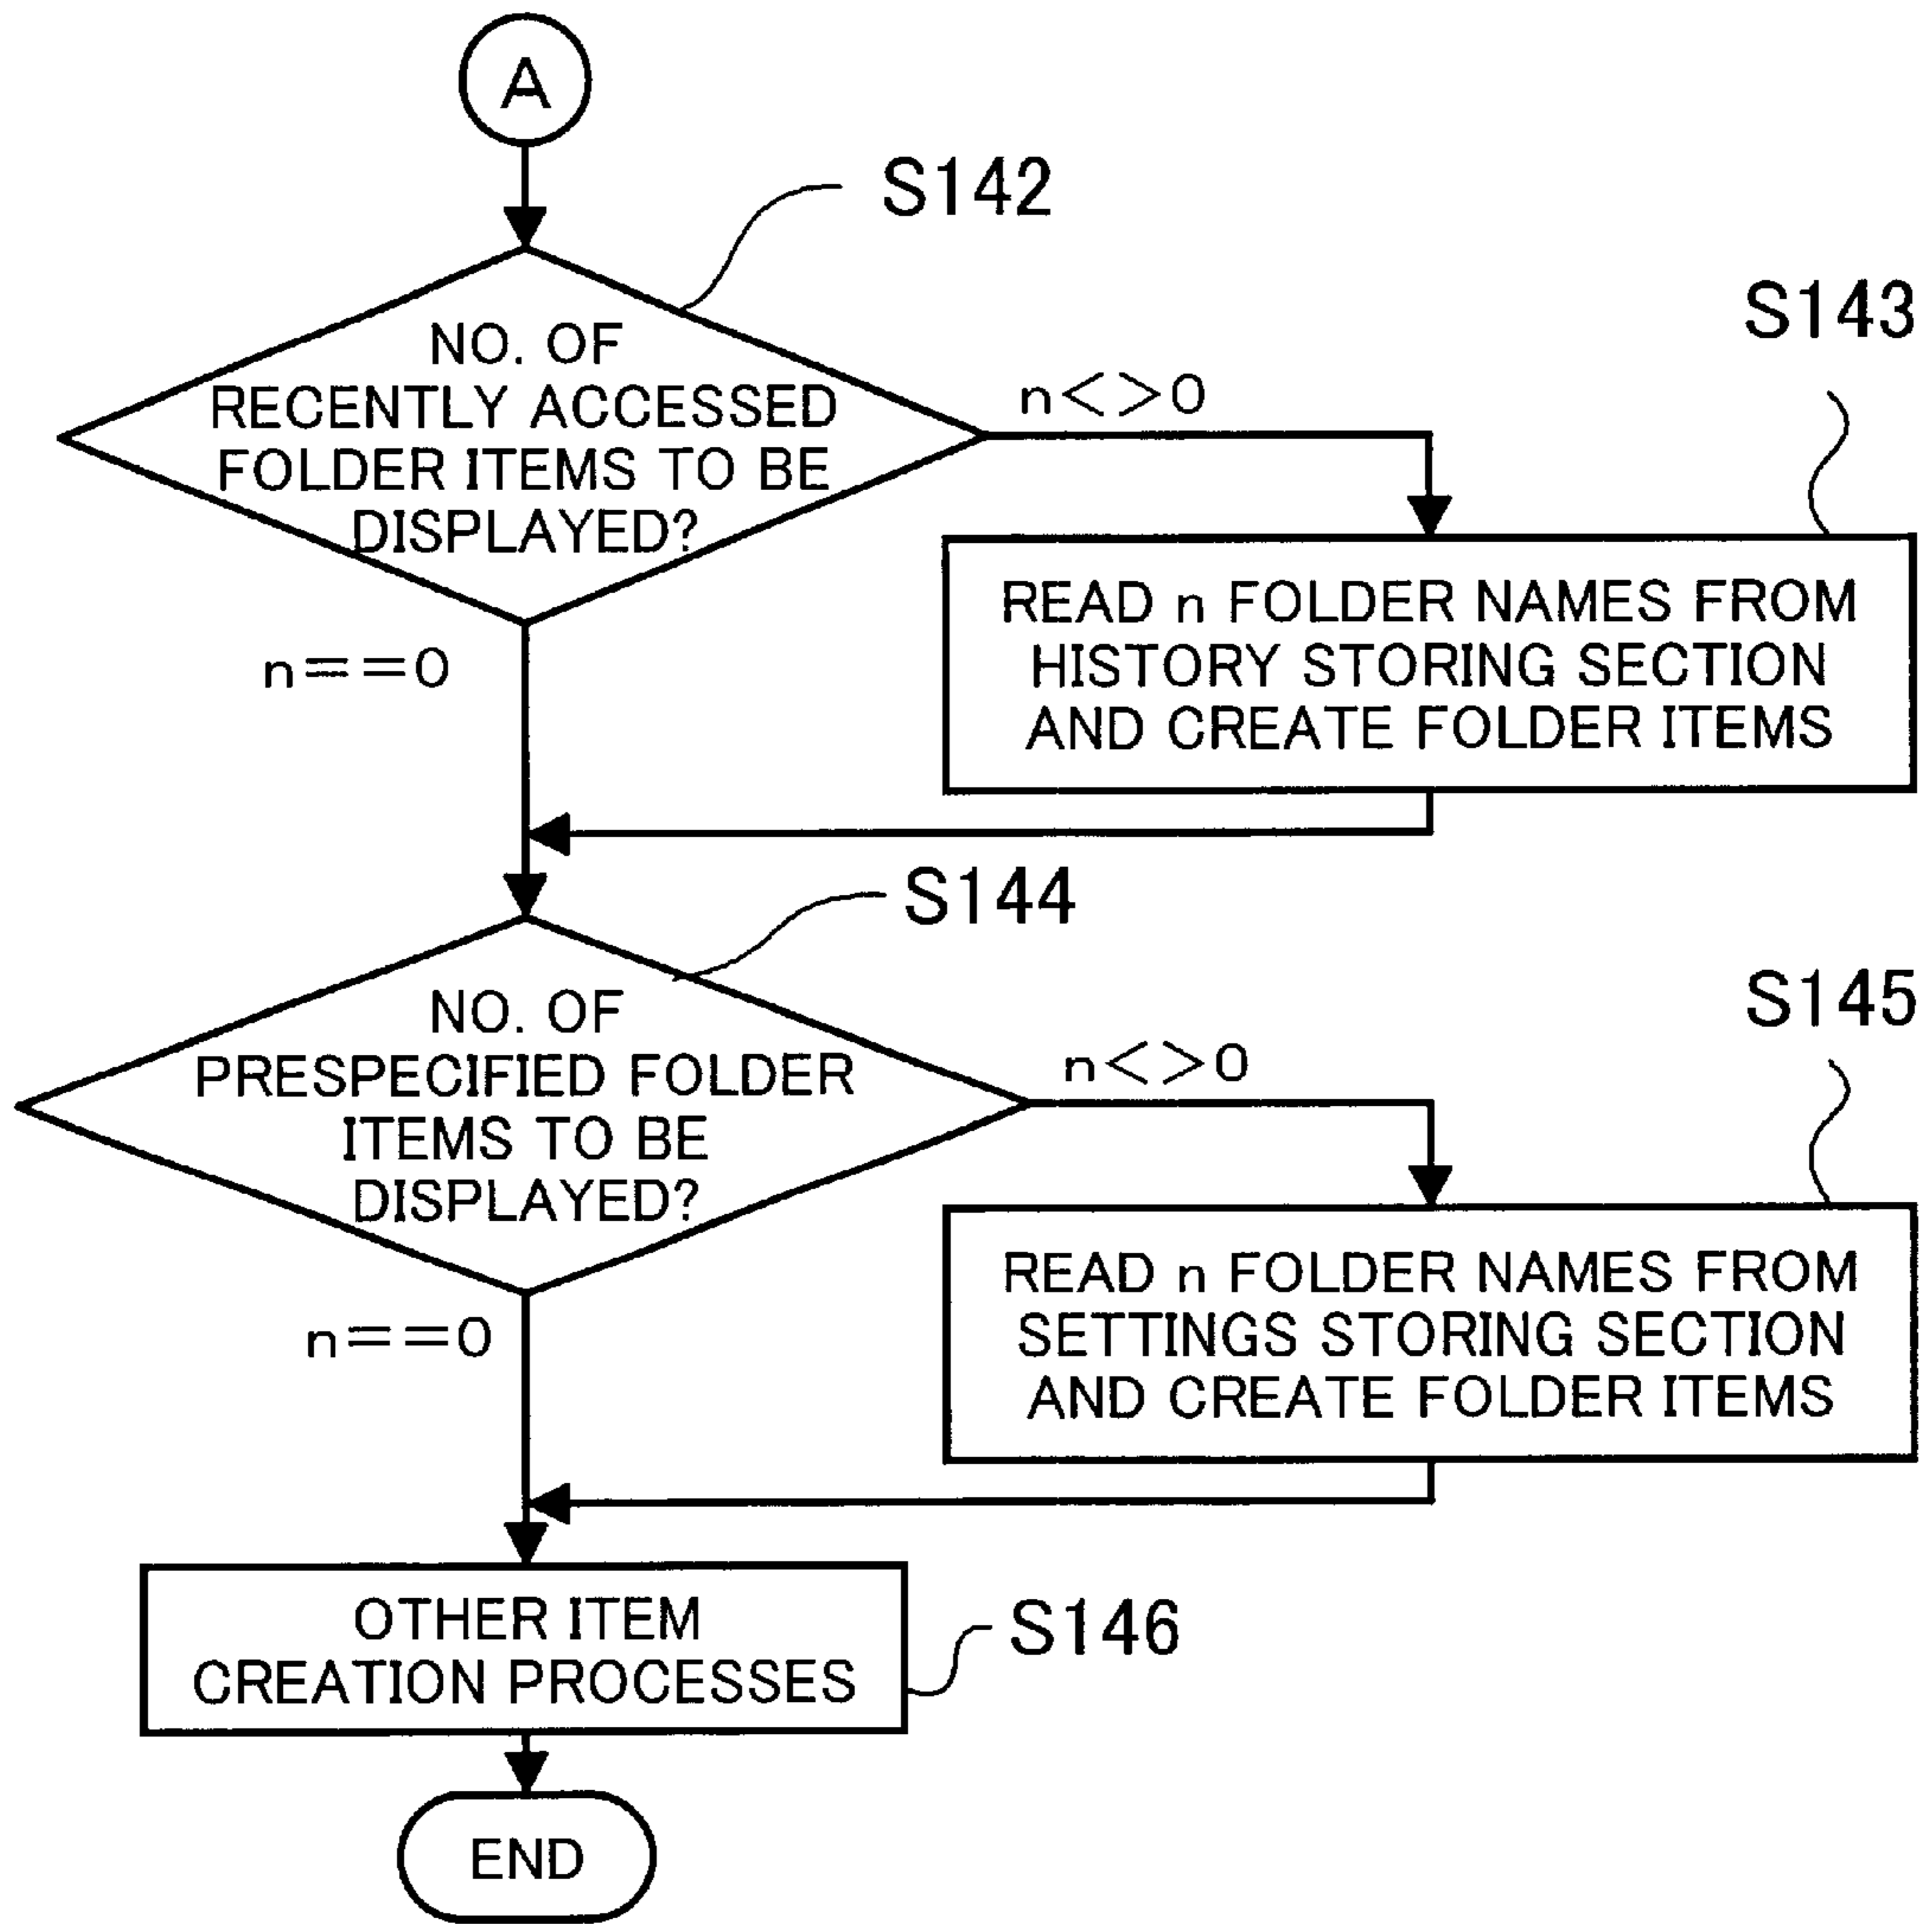 A
S142
NO. OF
RECENTLY ACCESSED
FOLDER ITEMS TO BE
DISPLAYED?
n<>0
S143
READ n FOLDER NAMES FROM
HISTORY STORING SECTION
AND CREATE FOLDER ITEMS
n==0
S144
NO. OF
PRESPECIFIED FOLDER
ITEMS TO BE
DISPLAYED?
n<>0
S145
READ n FOLDER NAMES FROM
SETTINGS STORING SECTION
AND CREATE FOLDER ITEMS
n==0
OTHER ITEM
CREATION PROCESSES
S146
END